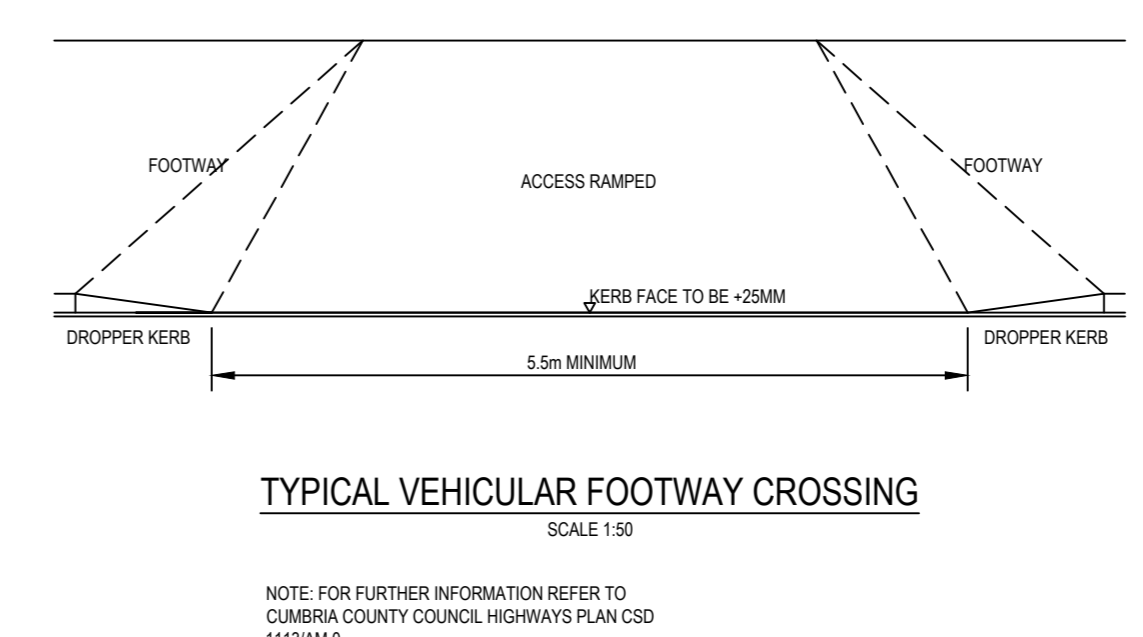 FOOTWAY
FOOTWAY
ACCESS RAMPED
KERB FACE TO BE +25MM
DROPPER KERB
DROPPER KERB
5.5m MINIMUM
TYPICAL VEHICULAR FOOTWAY CROSSING
SCALE 1:50
NOTE: FOR FURTHER INFORMATION REFER TO
CUMBRIA COUNTY COUNCIL HIGHWAYS PLAN CSD